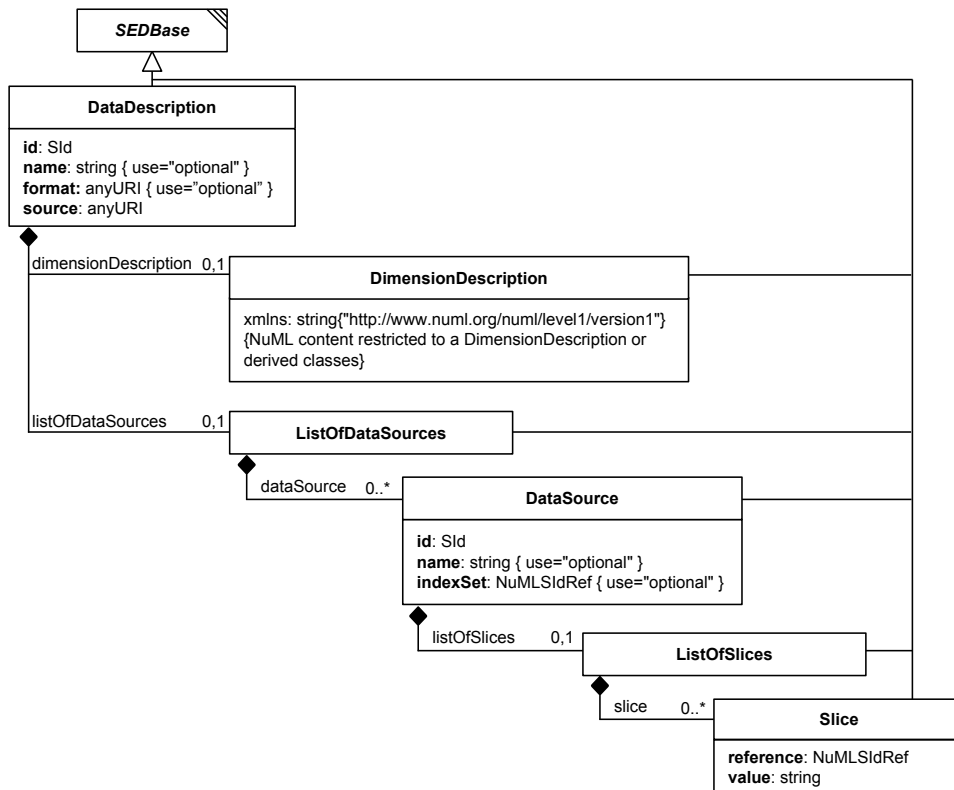 SEDBase
DataDescription
id: SId
name: string { use="optional" }
format: anyURI { use=”optional” }
source: anyURI
dimensionDescription 0,1
DimensionDescription
xmlns: string{"http://www.numl.org/numl/level1/version1"}
{NuML content restricted to a DimensionDescription or
derived classes}
listOfDataSources 0,1
ListOfDataSources
dataSource 0..*
DataSource
id: SId
name: string { use="optional" }
indexSet: NuMLSIdRef { use="optional" }
listOfSlices 0,1
ListOfSlices
slice 0..*
Slice
reference: NuMLSIdRef
value: string